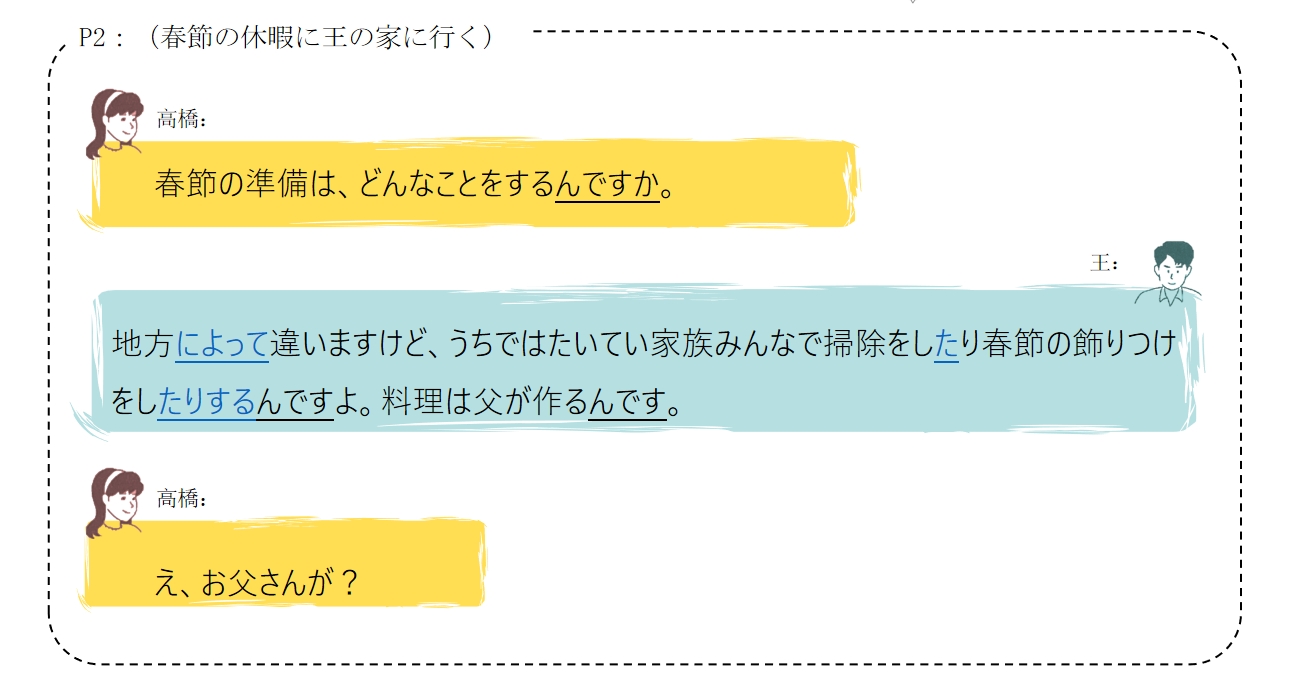 P2：（春節の休暇に王の家に行く）
高橋：
春節の準備は、どんなことをするんですか。
王：
地方によって違いますけど、うちではたいてい家族みんなで掃除をしたり春節の飾りつけ
をしたりするんですよ。料理は父が作るんです。
高橋：
え、お父さんが？